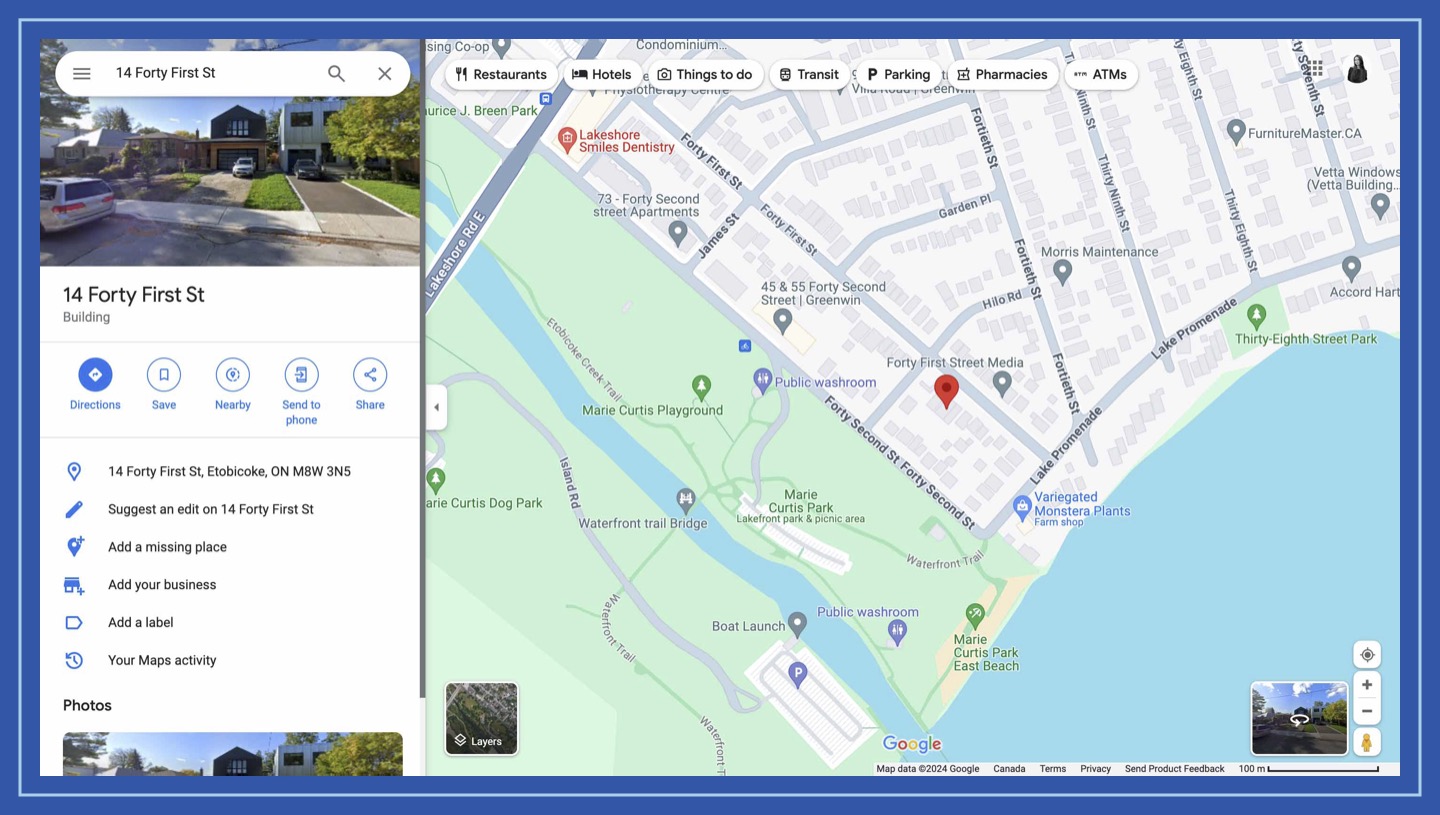 14 Forty First St
14 Forty First St
Building
Directions
Save
Nearby
Send to
phone
Share
14 Forty First St, Etobicoke, ON M8W 3N5
Suggest an edit on 14 Forty First St
Add a missing place
Add your business
Add a label
Your Maps activity
Photos
Restaurants
Hotels
Things to do
Transit
Parking
Pharmacies
ATMs
sing Co-op
Condominium...
Physiotherapy Centre
Villa Road | Greenwin
urice J. Breen Park
Lakeshore
Smiles Dentistry
Lakeshore Rd E
73 - Forty Second
street Apartments
James St
Forty First St
Forty First St
Fortieth St
Fortieth St
Fortieth St
Garden Pl
Hilo Rd
Thirty Ninth St
Thirty Eighth St
FurnitureMaster.CA
Vetta Windows
(Vetta Building...
Morris Maintenance
Accord Hart
45 & 55 Forty Second
Street | Greenwin
Lake Promenade
Lake Promenade
Thirty-Eighth Street Park
Forty First Street Media
Etobicoke Creek Trail
Public washroom
Marie Curtis Playground
Forty Second St
Forty Second St
Island Rd
arie Curtis Dog Park
Waterfront trail Bridge
Marie
Curtis Park
Lakefront park & picnic area
Variegated
Monstera Plants
Farm shop
Waterfront Trail
Waterfront Trail
Public washroom
Boat Launch
P
Marie
Curtis Park
East Beach
Waterfront T
Layers
Google
Map data ©2024 Google
Canada
Terms
Privacy
Send Product Feedback
100 m